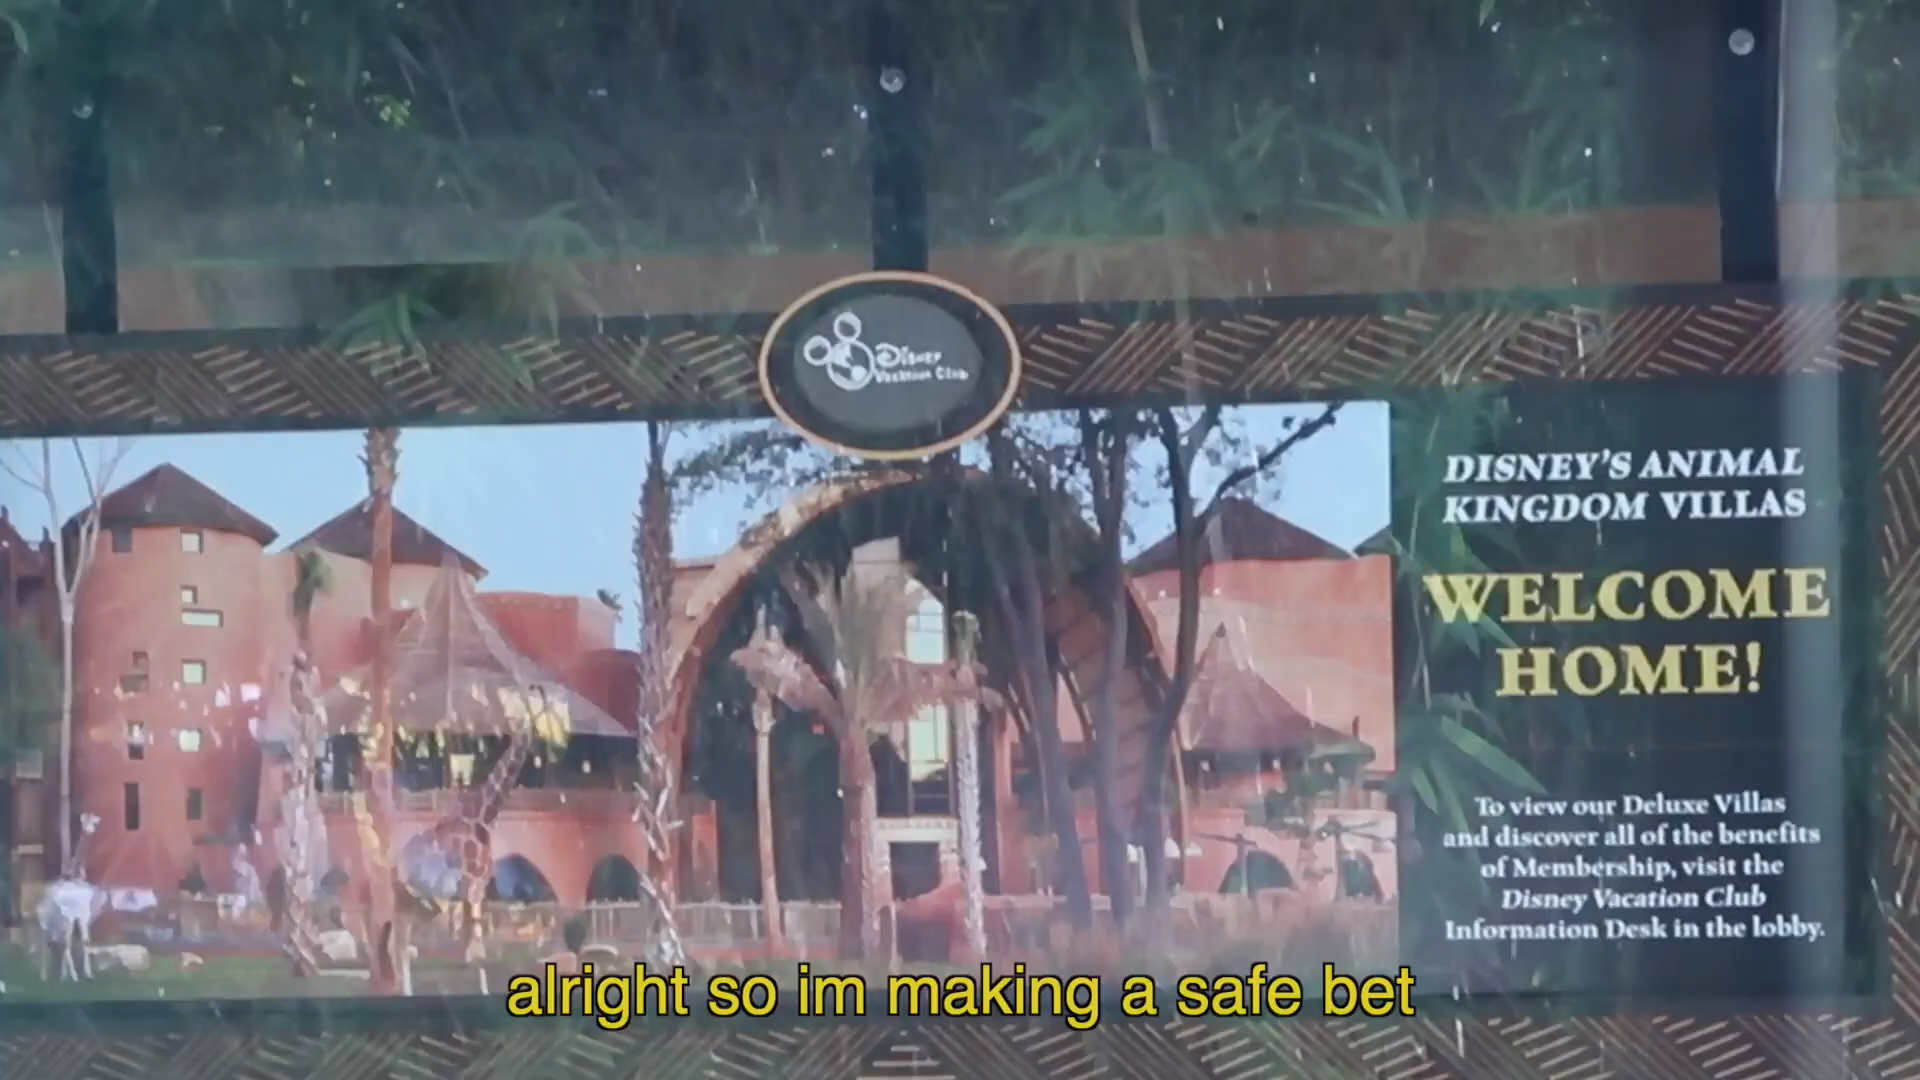 Disney
Vacation Club
DISNEY'S ANIMAL
KINGDOM VILLAS
WELCOME
HOME!
To view our Deluxe Villas
and discover all of the benefits
of Membership, visit the
Disney Vacation Club
Information Desk in the lobby.
alright so im making a safe bet